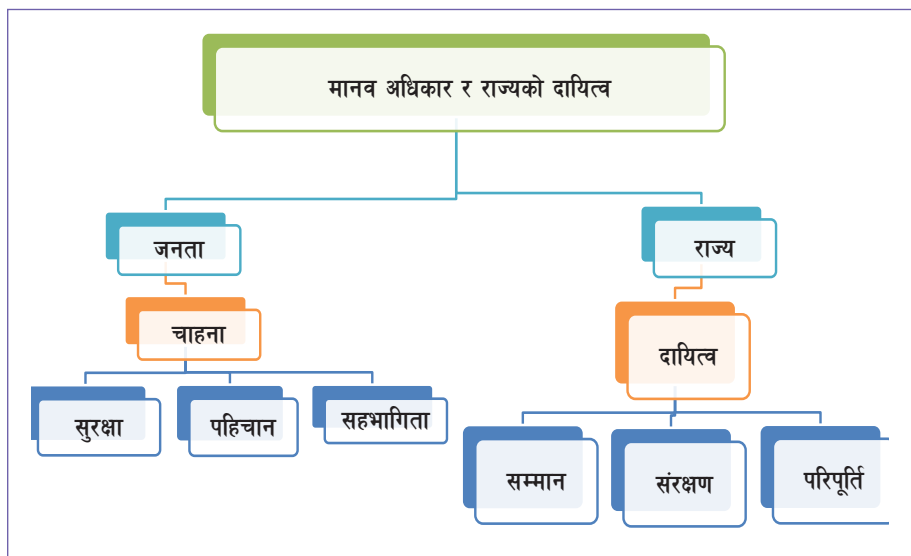 मानव अधिकार र राज्यको दायित्व
जनता
राज्य
चाहना
दायित्व
सुरक्षा
पहिचान
सहभागिता
सम्मान
संरक्षण
परिपूर्ति